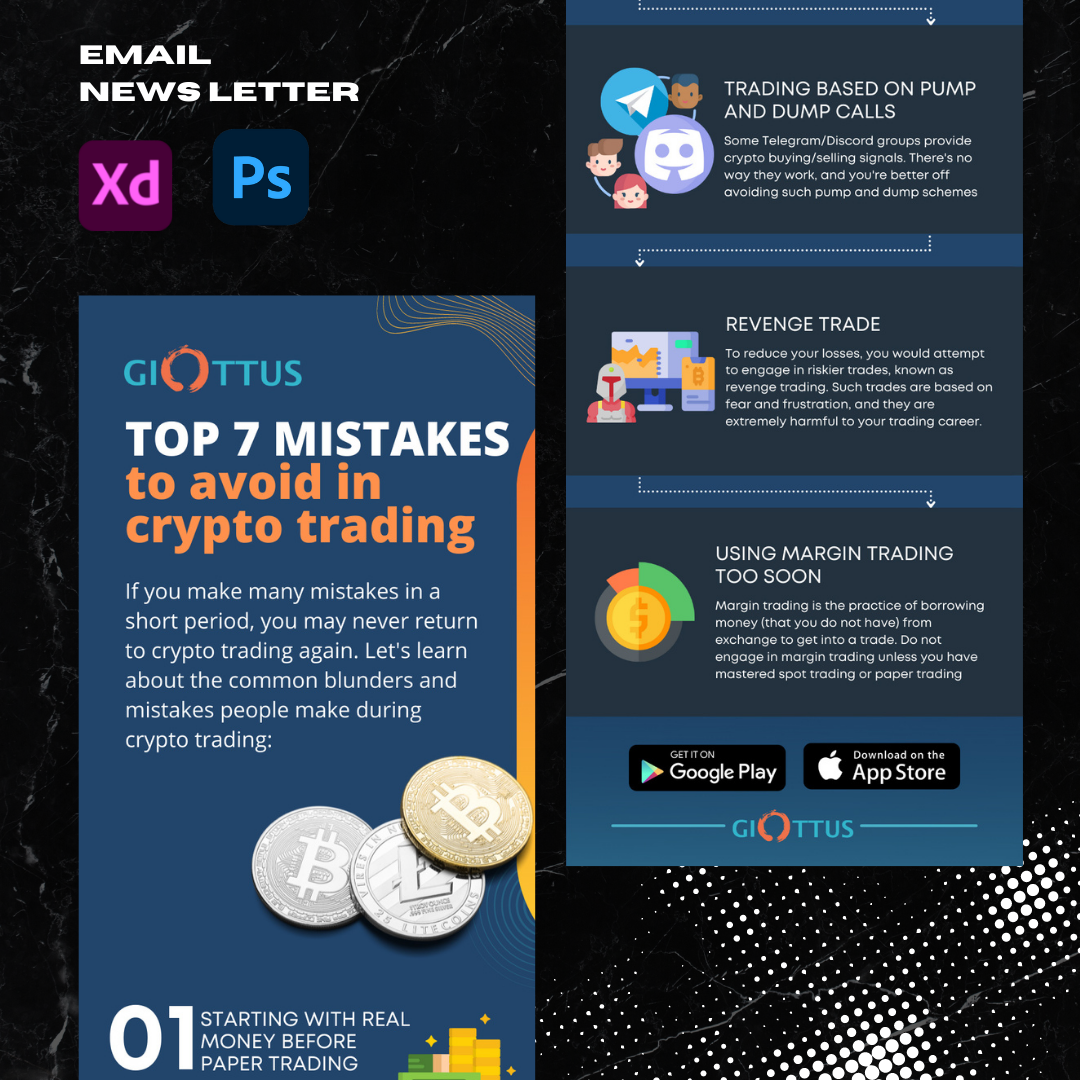 EMAIL
NEWS LETTER
Xd
Ps
GIOTTUS
TOP 7 MISTAKES
to avoid in
crypto trading
If you make many mistakes in a
short period, you may never return
to crypto trading again. Let's learn
about the common blunders and
mistakes people make during
crypto trading:
VIRES IN N
25 LITECOINS
01
STARTING WITH REAL
MONEY BEFORE
PAPER TRADING
TRADING BASED ON PUMP
AND DUMP CALLS
Some Telegram/Discord groups provide
crypto buying/selling signals. There's no
way they work, and you're better off
avoiding such pump and dump schemes
REVENGE TRADE
To reduce your losses, you would attempt
to engage in riskier trades, known as
revenge trading. Such trades are based on
fear and frustration, and they are
extremely harmful to your trading career.
USING MARGIN TRADING
TOO SOON
Margin trading is the practice of borrowing
money (that you do not have) from
exchange to get into a trade. Do not
engage in margin trading unless you have
mastered spot trading or paper trading
GET IT ON
Google Play
Download on the
App Store
GIOTTUS